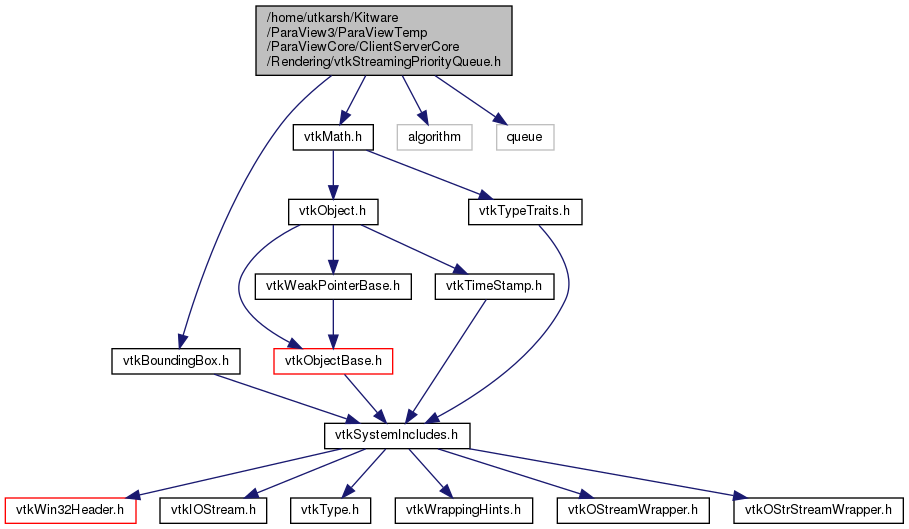 /home/utkarsh/Kitware
/ParaView3/ParaViewTemp
/ParaViewCore/ClientServerCore
/Rendering/vtkStreamingPriorityQueue.h
vtkMath.h
algorithm
queue
vtkObject.h
vtkTypeTraits.h
vtkWeakPointerBase.h
vtkTimeStamp.h
vtkBoundingBox.h
vtkObjectBase.h
vtkSystemIncludes.h
vtkWin32Header.h
vtkIOStream.h
vtkType.h
vtkWrappingHints.h
vtkOStreamWrapper.h
vtkOStrStreamWrapper.h